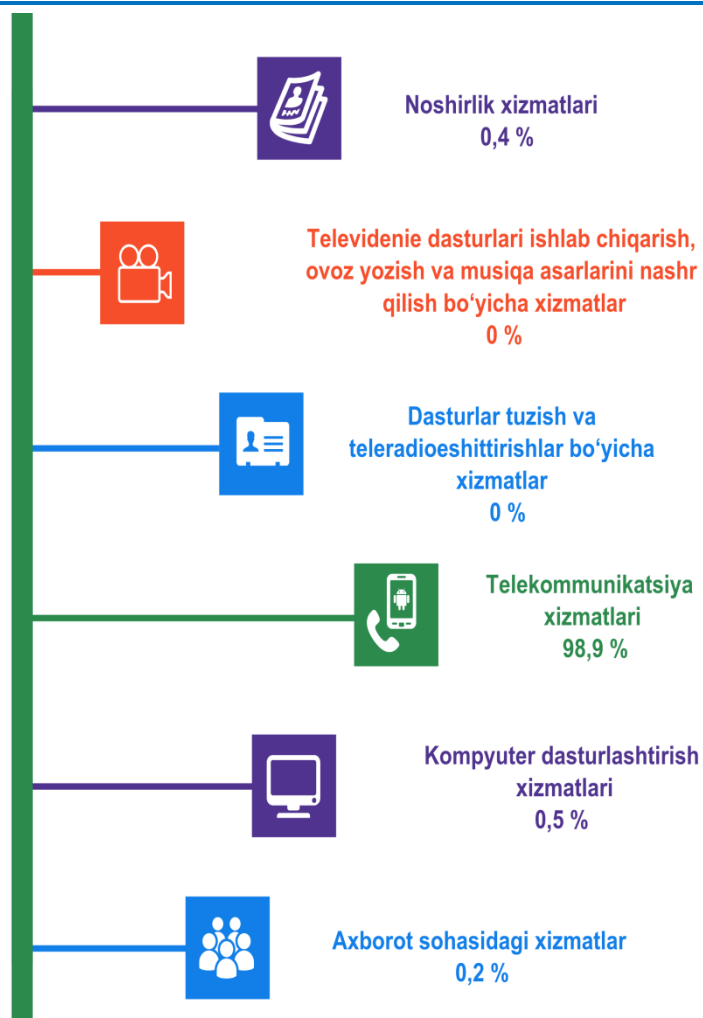 Noshirlik xizmatlari
0,4 %
Televidenie dasturlari ishlab chiqarish,
ovoz yozish va musiqa asarlarini nashr
qilish bo‘yicha xizmatlar
0 %
Dasturlar tuzish va
teleradioeshittirishlar bo‘yicha
xizmatlar
0 %
Telekommunikatsiya
xizmatlari
98,9 %
Kompyuter dasturlashtirish
xizmatlari
0,5 %
Axborot sohasidagi xizmatlar
0,2 %